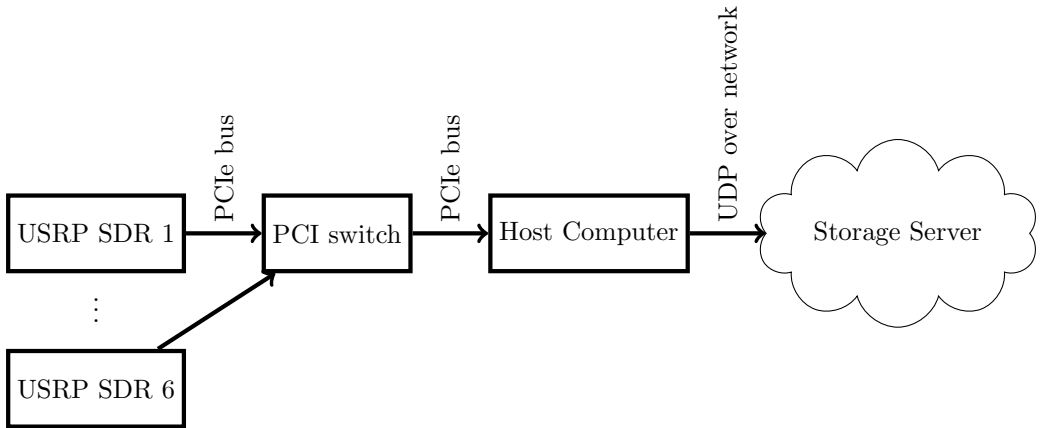 USRP SDR 1
PCIe bus
PCI switch
PCIe bus
Host Computer
UDP over network
Storage Server
⋮
USRP SDR 6